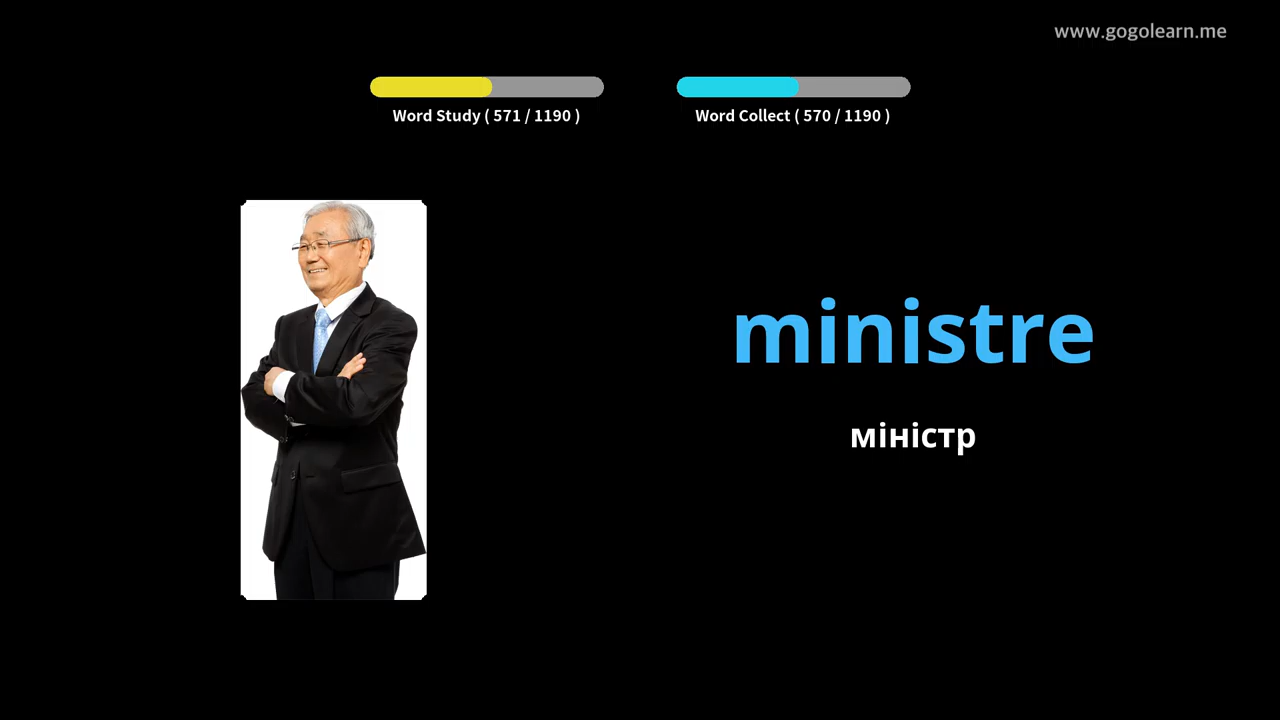 www.gogolearn.me
Word Study ( 571 / 1190 )
Word Collect ( 570 / 1190 )
ministre
міністр